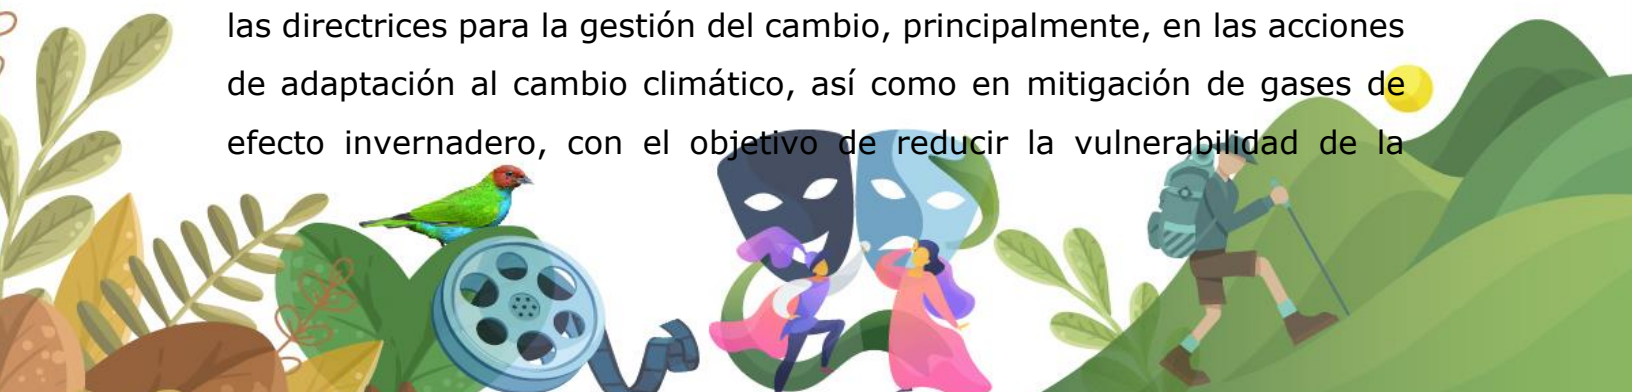 las directrices para la gestión del cambio, principalmente, en las acciones
de adaptación al cambio climático, así como en mitigación de gases de
efecto invernadero, con el objetivo de reducir la vulnerabilidad de la